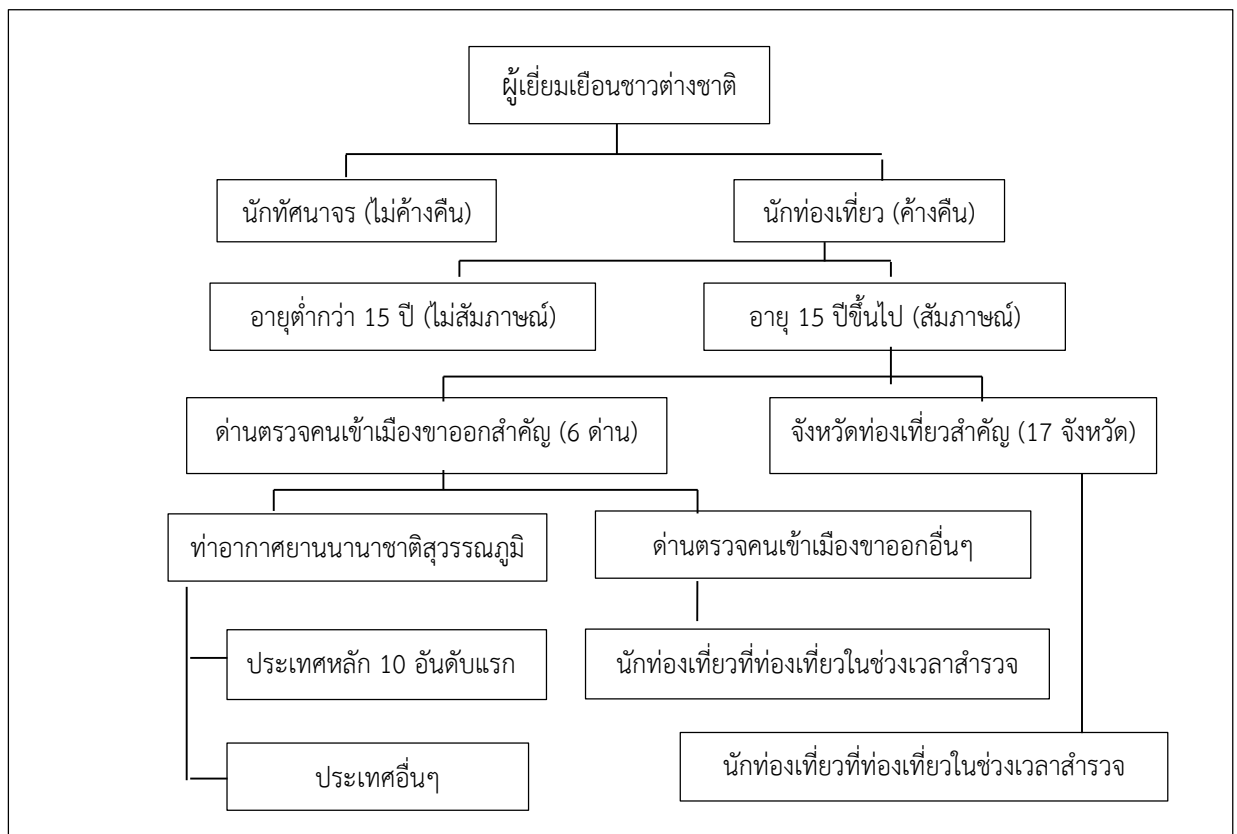 ผู้เยี่ยมเยือนชาวต่างชาติ
นักทัศนาจร (ไม่ค้างคืน)
นักท่องเที่ยว (ค้างคืน)
อายุต่ำกว่า 15 ปี (ไม่สัมภาษณ์)
อายุ 15 ปีขึ้นไป (สัมภาษณ์)
ด่านตรวจคนเข้าเมืองขาออกสำคัญ (6 ด่าน)
จังหวัดท่องเที่ยวสำคัญ (17 จังหวัด)
ท่าอากาศยานนานาชาติสุวรรณภูมิ
ด่านตรวจคนเข้าเมืองขาออกอื่นๆ
ประเทศหลัก 10 อันดับแรก
นักท่องเที่ยวที่ท่องเที่ยวในช่วงเวลาสำรวจ
ประเทศอื่นๆ
นักท่องเที่ยวที่ท่องเที่ยวในช่วงเวลาสำรวจ